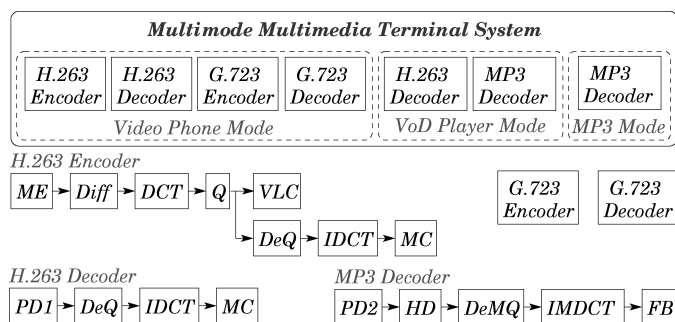 Multimode Multimedia Terminal System
H.263 Encoder
H.263 Decoder
G.723 Encoder
G.723 Decoder
H.263 Decoder
MP3 Decoder
MP3 Decoder
Video Phone Mode
VoD Player Mode
MP3 Mode
H.263 Encoder
ME
Diff
DCT
Q
VLC
DeQ
IDCT
MC
G.723 Encoder
G.723 Decoder
H.263 Decoder
PD1
DeQ
IDCT
MC
MP3 Decoder
PD2
HD
DeMQ
IMDCT
FB